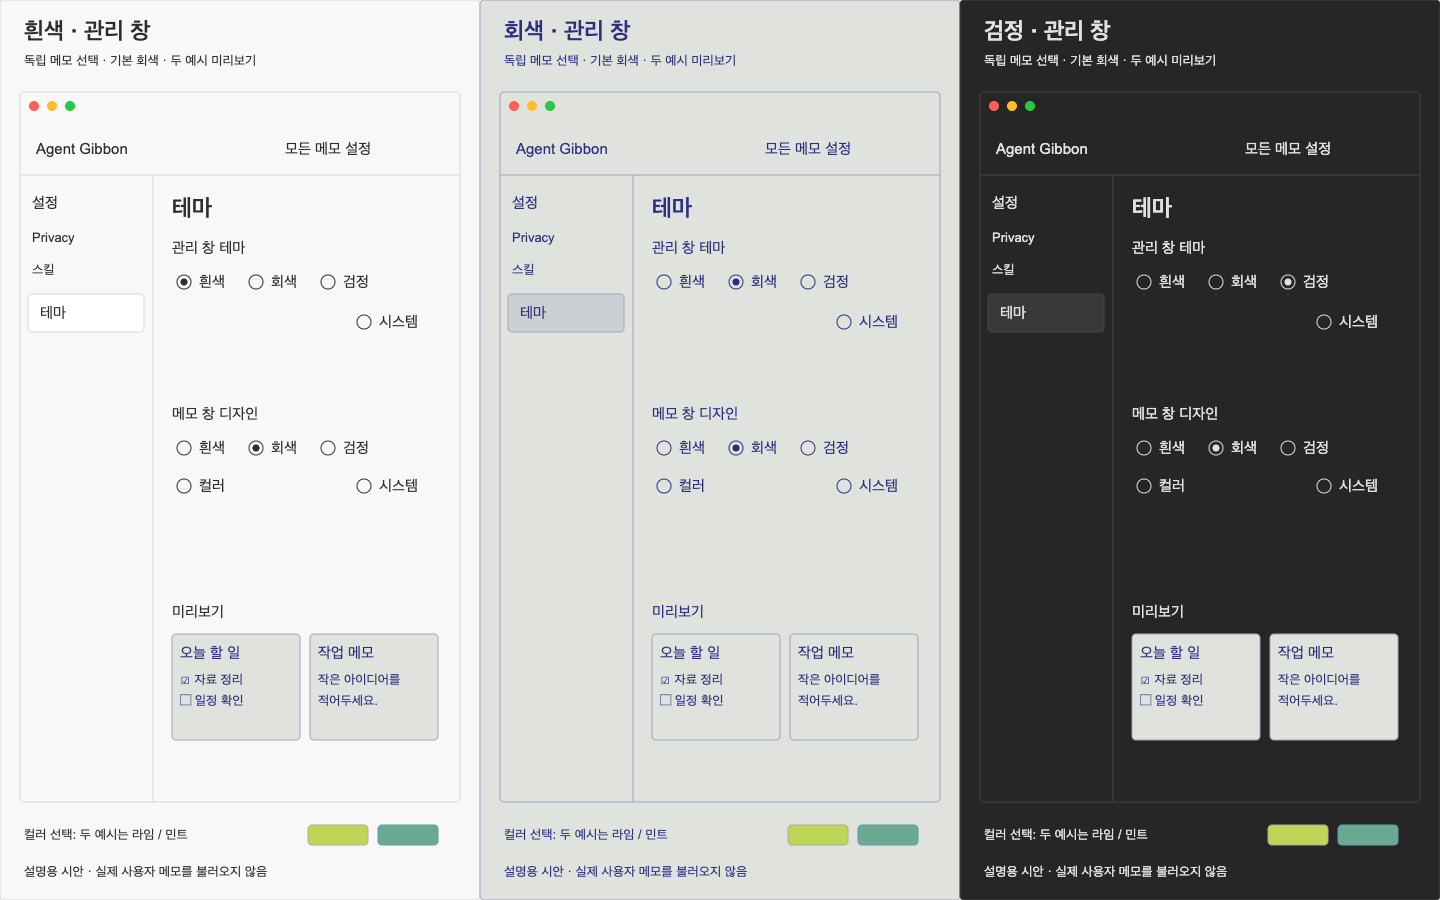 흰색 · 관리 창
독립 메모 선택 · 기본 회색 · 두 예시 미리보기
Agent Gibbon
모든 메모 설정
설정
Privacy
스킬
테마
테마
관리 창 테마
흰색 회색 검정
시스템
메모 창 디자인
흰색 회색 검정
컬러 시스템
미리보기
오늘 할 일
☑ 자료 정리
☐ 일정 확인
작업 메모
작은 아이디어를
적어두세요.
컬러 선택: 두 예시는 라임 / 민트
설명용 시안 · 실제 사용자 메모를 불러오지 않음
회색 · 관리 창
독립 메모 선택 · 기본 회색 · 두 예시 미리보기
Agent Gibbon
모든 메모 설정
설정
Privacy
스킬
테마
테마
관리 창 테마
흰색 회색 검정
시스템
메모 창 디자인
흰색 회색 검정
컬러 시스템
미리보기
오늘 할 일
☑ 자료 정리
☐ 일정 확인
작업 메모
작은 아이디어를
적어두세요.
컬러 선택: 두 예시는 라임 / 민트
설명용 시안 · 실제 사용자 메모를 불러오지 않음
검정 · 관리 창
독립 메모 선택 · 기본 회색 · 두 예시 미리보기
Agent Gibbon
모든 메모 설정
설정
Privacy
스킬
테마
테마
관리 창 테마
흰색 회색 검정
시스템
메모 창 디자인
흰색 회색 검정
컬러 시스템
미리보기
오늘 할 일
☑ 자료 정리
☐ 일정 확인
작업 메모
작은 아이디어를
적어두세요.
컬러 선택: 두 예시는 라임 / 민트
설명용 시안 · 실제 사용자 메모를 불러오지 않음